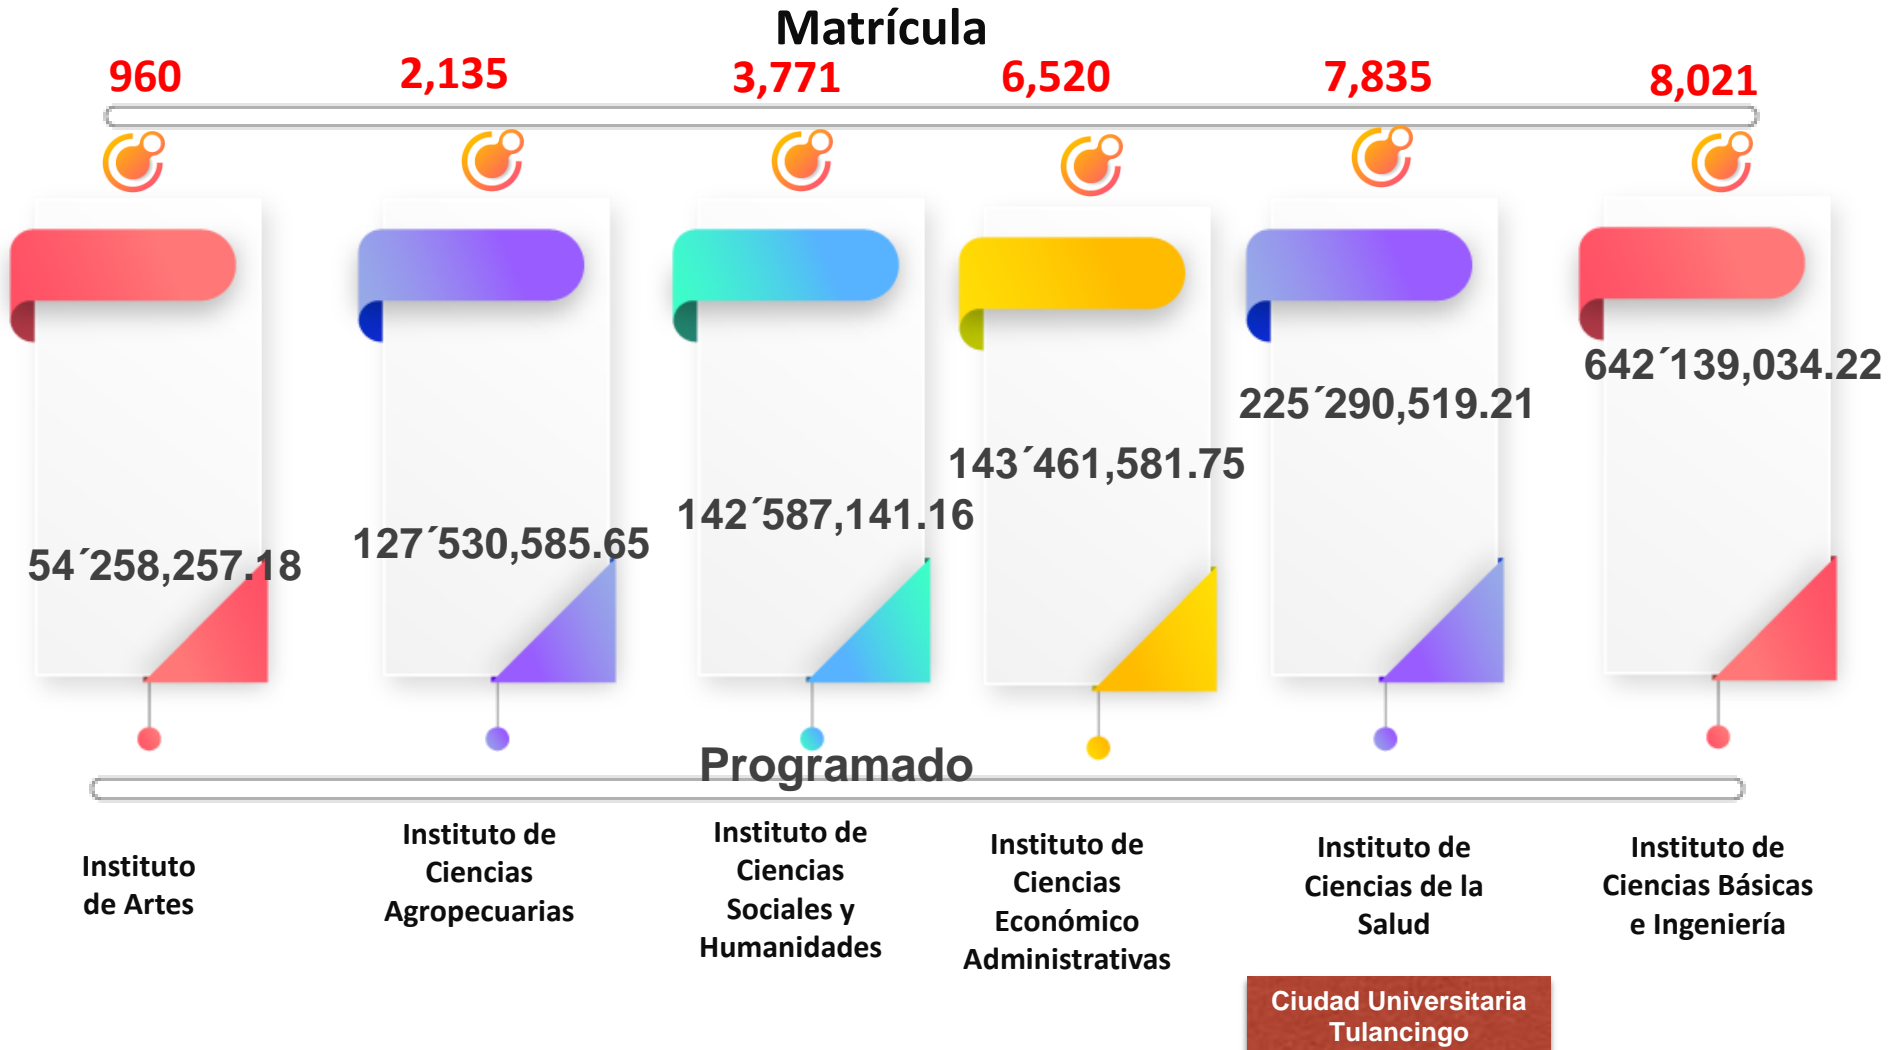 Matrícula
960
2,135
3,771
6,520
7,835
8,021
54´258,257.18
127´530,585.65
142´587,141.16
143´461,581.75
225´290,519.21
642´139,034.22
Programado
Instituto
de Artes
Instituto de
Ciencias
Agropecuarias
Instituto de
Ciencias
Sociales y
Humanidades
Instituto de
Ciencias
Económico
Administrativas
Instituto de
Ciencias de la
Salud
Instituto de
Ciencias Básicas
e Ingeniería
Ciudad Universitaria
Tulancingo